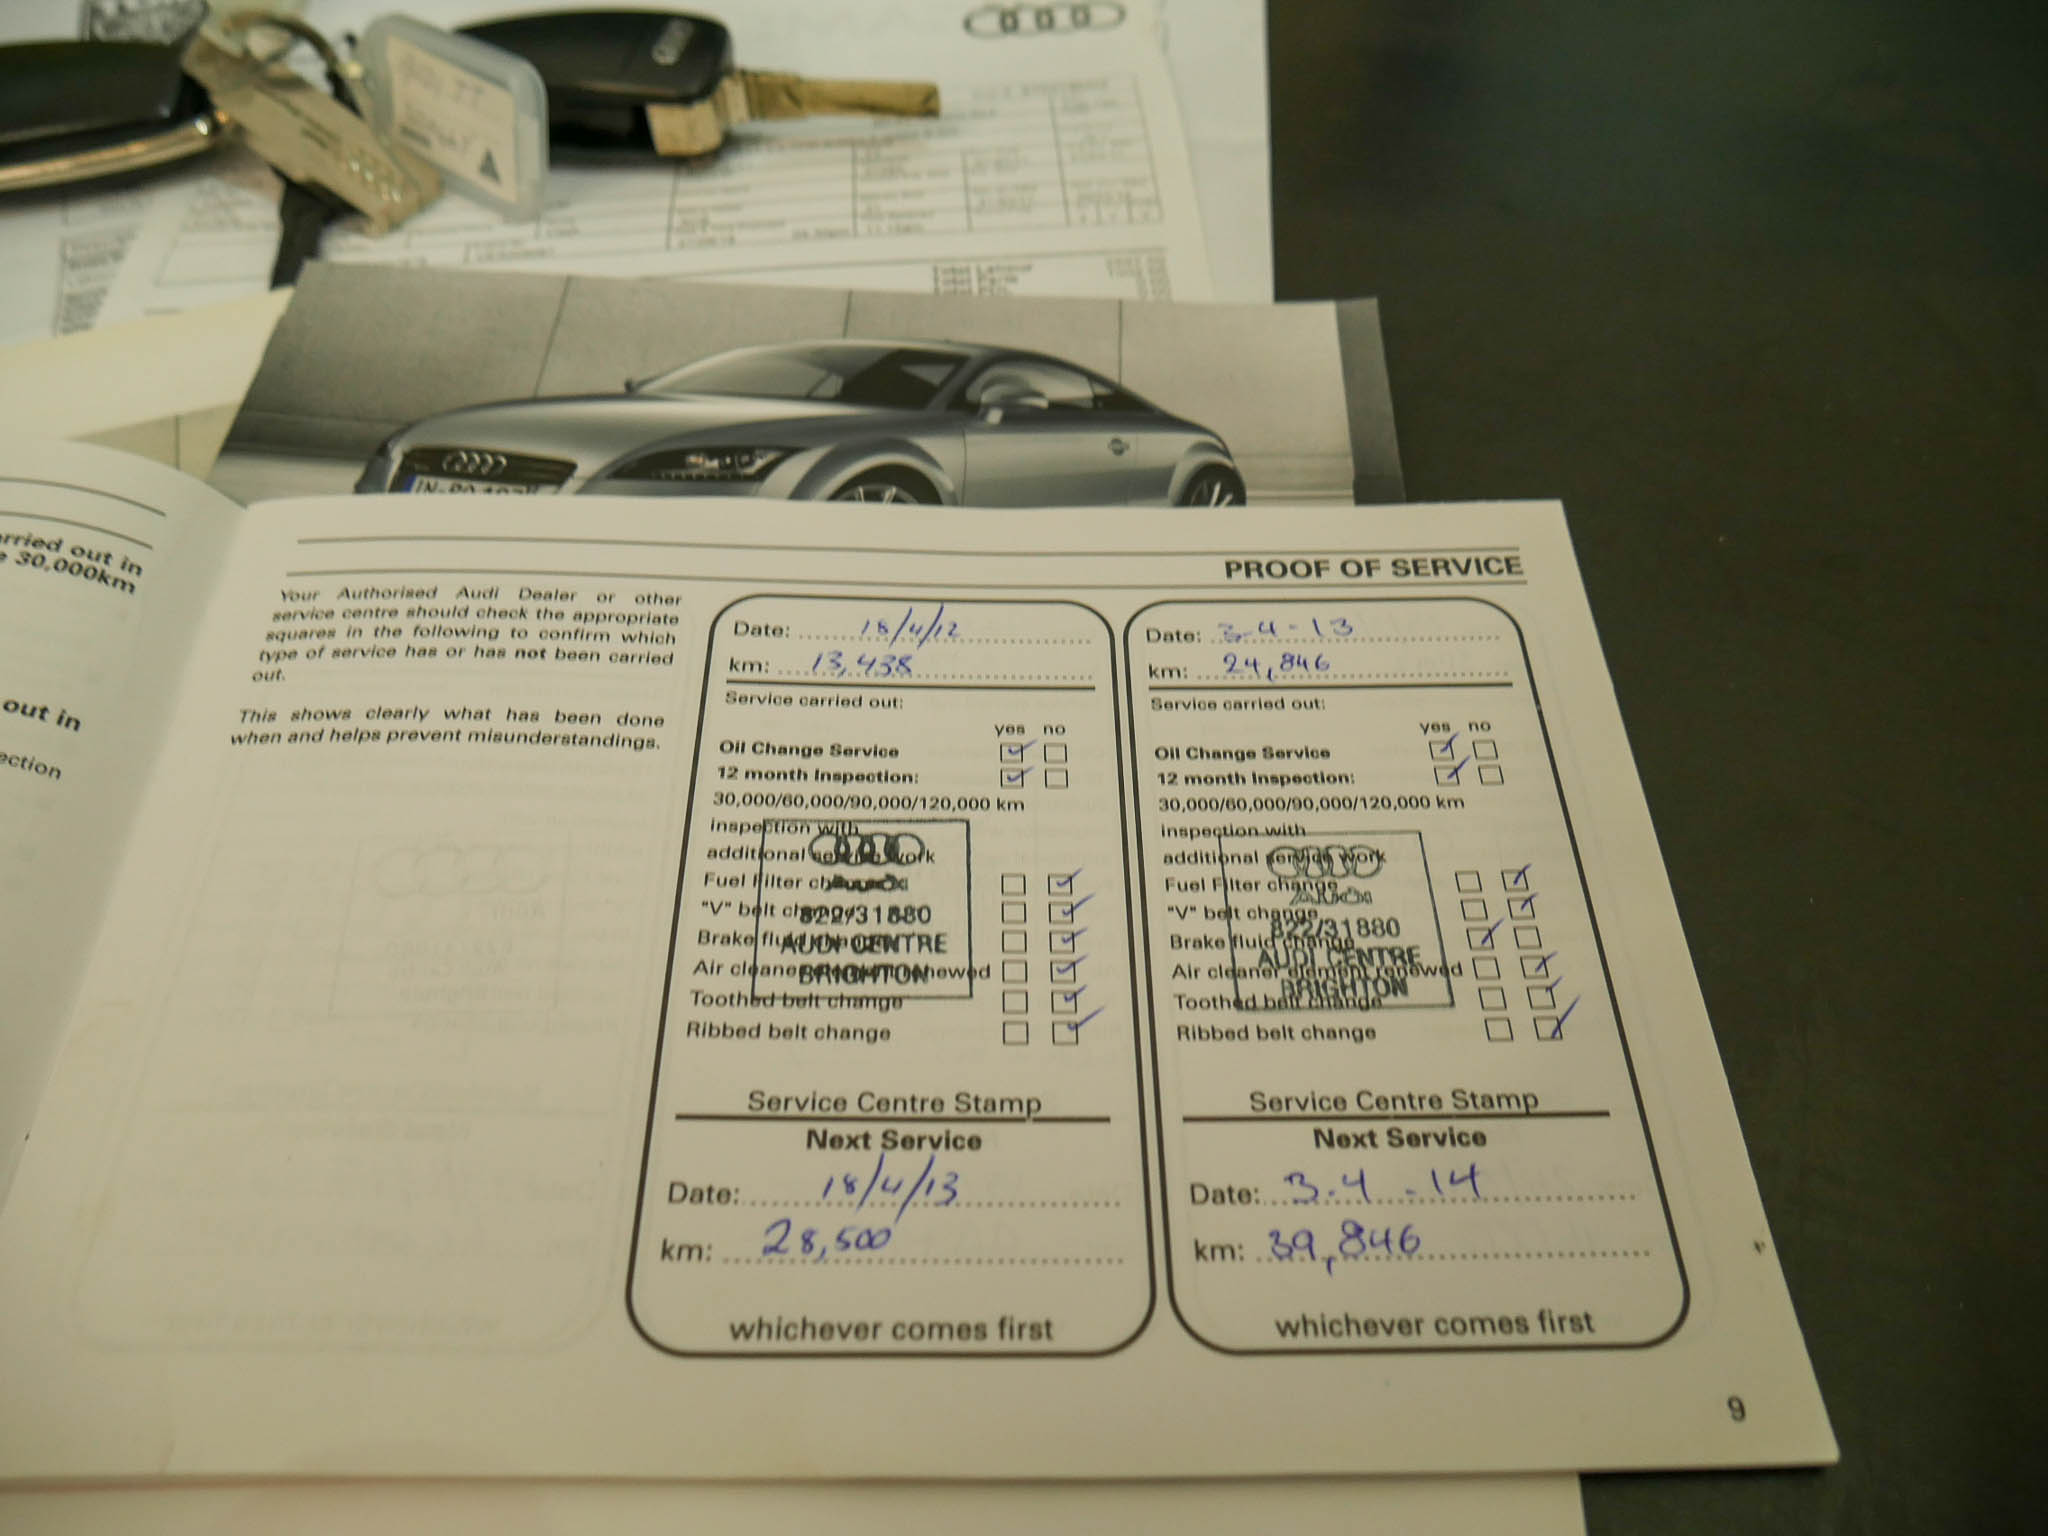 arried out in
e 30,000km
out in
ection
PROOF OF SERVICE
Your Authorised Audi Dealer or other
service centre should check the appropriate
squares in the following to confirm which
type of service has or has not been carried
out.
This shows clearly what has been done
when and helps prevent misunderstandings.
Date: 18/4/12
km: 13,438
Service carried out:
yes no
Oil Change Service
12 month Inspection:
30,000/60,000/90,000/120,000 km
inspection with
additional service work
Fuel Filter change
"V" belt change
Brake fluid change
Air cleaner element renewed
Toothed belt change
Ribbed belt change
Audi
822/31880
AUDI CENTRE
BRIGHTON
Service Centre Stamp
Next Service
Date: 18/4/13
km: 28,500
whichever comes first
Date: 3-4-13
km: 24,846
Service carried out:
yes no
Oil Change Service
12 month Inspection:
30,000/60,000/90,000/120,000 km
inspection with
additional service work
Fuel Filter change
"V" belt change
Brake fluid change
Air cleaner element renewed
Toothed belt change
Ribbed belt change
Audi
822/31880
AUDI CENTRE
BRIGHTON
Service Centre Stamp
Next Service
Date: 3.4.14
km: 39,846
whichever comes first
9